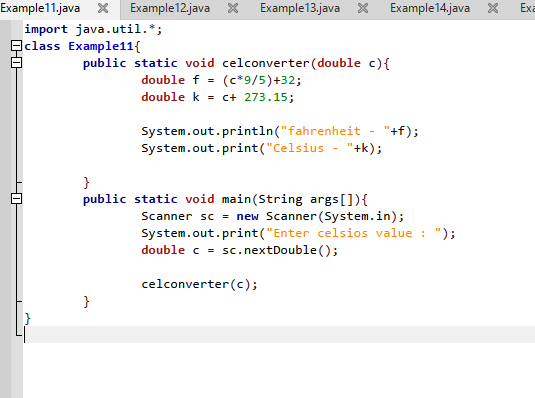 Example11.java Example12.java Example13.java Example14.java Exa
import java.util.*;
class Example11{
public static void celconverter(double c){
double f = (c*9/5)+32;
double k = c+ 273.15;
System.out.println("fahrenheit - "+f);
System.out.print("Celsius - "+k);
}
public static void main(String args[]){
Scanner sc = new Scanner(System.in);
System.out.print("Enter celsios value : ");
double c = sc.nextDouble();
celconverter(c);
}
}